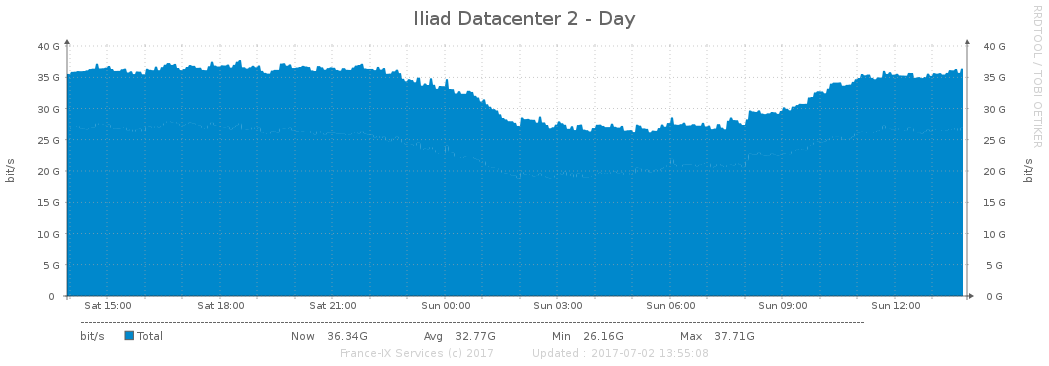 Iliad Datacenter 2 - Day
RRDTOOL / TOBI OETIKER
40 G 40 G
35 G 35 G
30 G 30 G
25 G 25 G
20 G 20 G
15 G 15 G
10 G 10 G
5 G 5 G
0 0 G
bit/s bit/s
Sat 15:00 Sat 18:00 Sat 21:00 Sun 00:00 Sun 03:00 Sun 06:00 Sun 09:00 Sun 12:00
bit/s Total Now 36.34G Avg 32.77G Min 26.16G Max 37.71G
France-IX Services (c) 2017 Updated : 2017-07-02 13:55:08